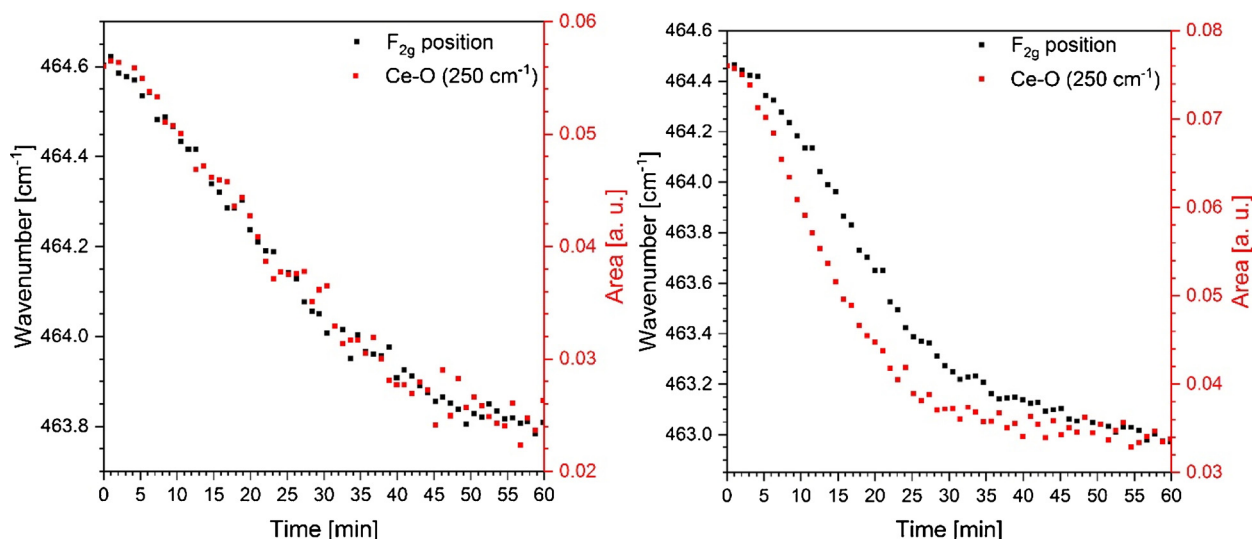 F2g position
Ce-O (250 cm-1)
Wavenumber [cm-1]
464.6
464.4
464.2
464.0
463.8
0.06
0.05
0.04
0.03
0.02
Area [a. u.]
0 5 10 15 20 25 30 35 40 45 50 55 60
Time [min]
F2g position
Ce-O (250 cm-1)
Wavenumber [cm-1]
464.6
464.4
464.2
464.0
463.8
463.6
463.4
463.2
463.0
0.08
0.07
0.06
0.05
0.04
0.03
Area [a. u.]
0 5 10 15 20 25 30 35 40 45 50 55 60
Time [min]